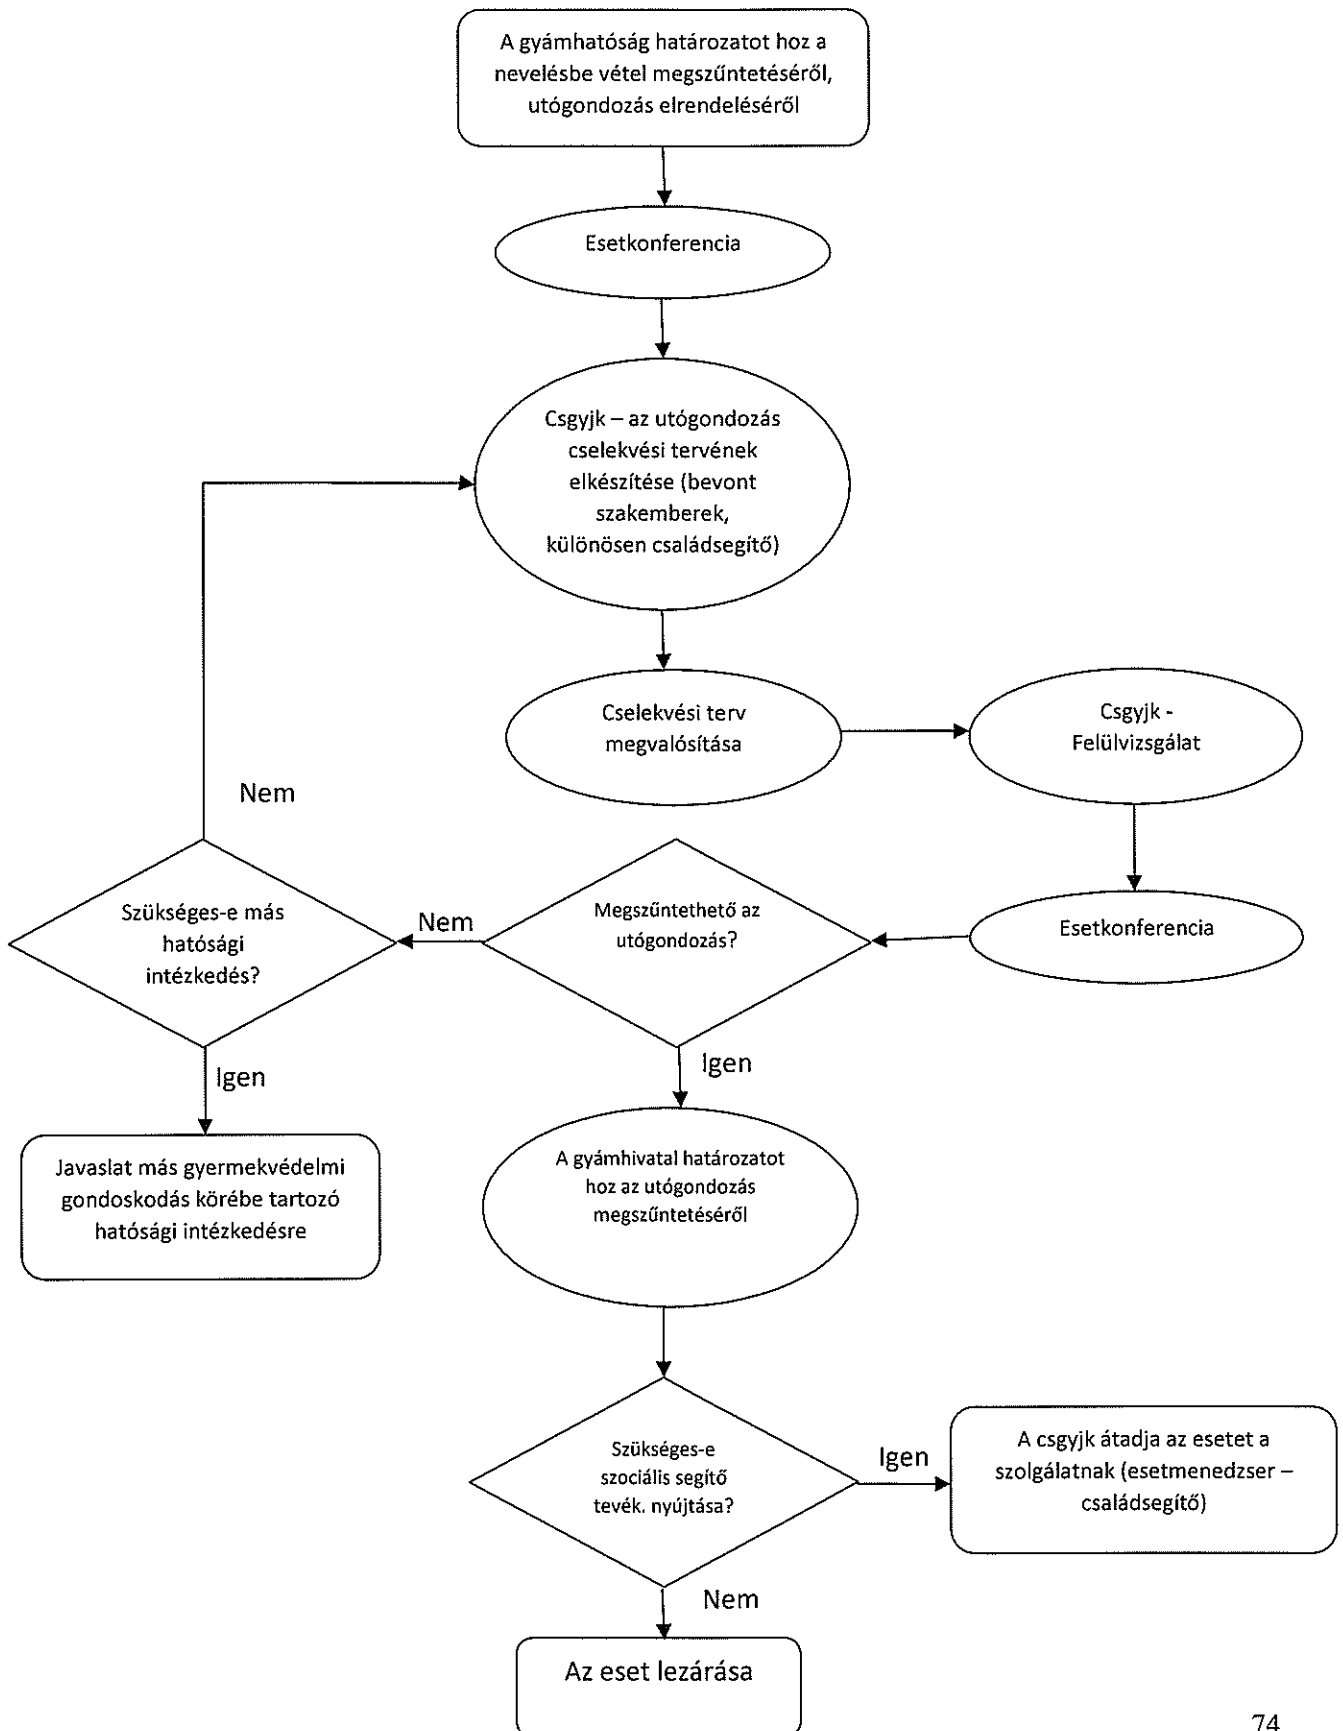 A gyámhatóság határozatot hoz a
nevelésbe vétel megszűntetéséről,
utógondozás elrendeléséről
Esetkonferencia
Csgyjk – az utógondozás
cselekvési tervének
elkészítése (bevont
szakemberek,
különösen családsegítő)
Cselekvési terv
megvalósítása
Csgyjk -
Felülvizsgálat
Nem
Szükséges-e más
hatósági
intézkedés?
Nem
Megszűntethető az
utógondozás?
Esetkonferencia
Igen
Igen
Javaslat más gyermekvédelmi
gondoskodás körébe tartozó
hatósági intézkedésre
A gyámhivatal határozatot
hoz az utógondozás
megszűntetéséről
Szükséges-e
szociális segítő
tevék. nyújtása?
Igen
A csgyjk átadja az esetet a
szolgálatnak (esetmenedzser –
családsegítő)
Nem
Az eset lezárása
74